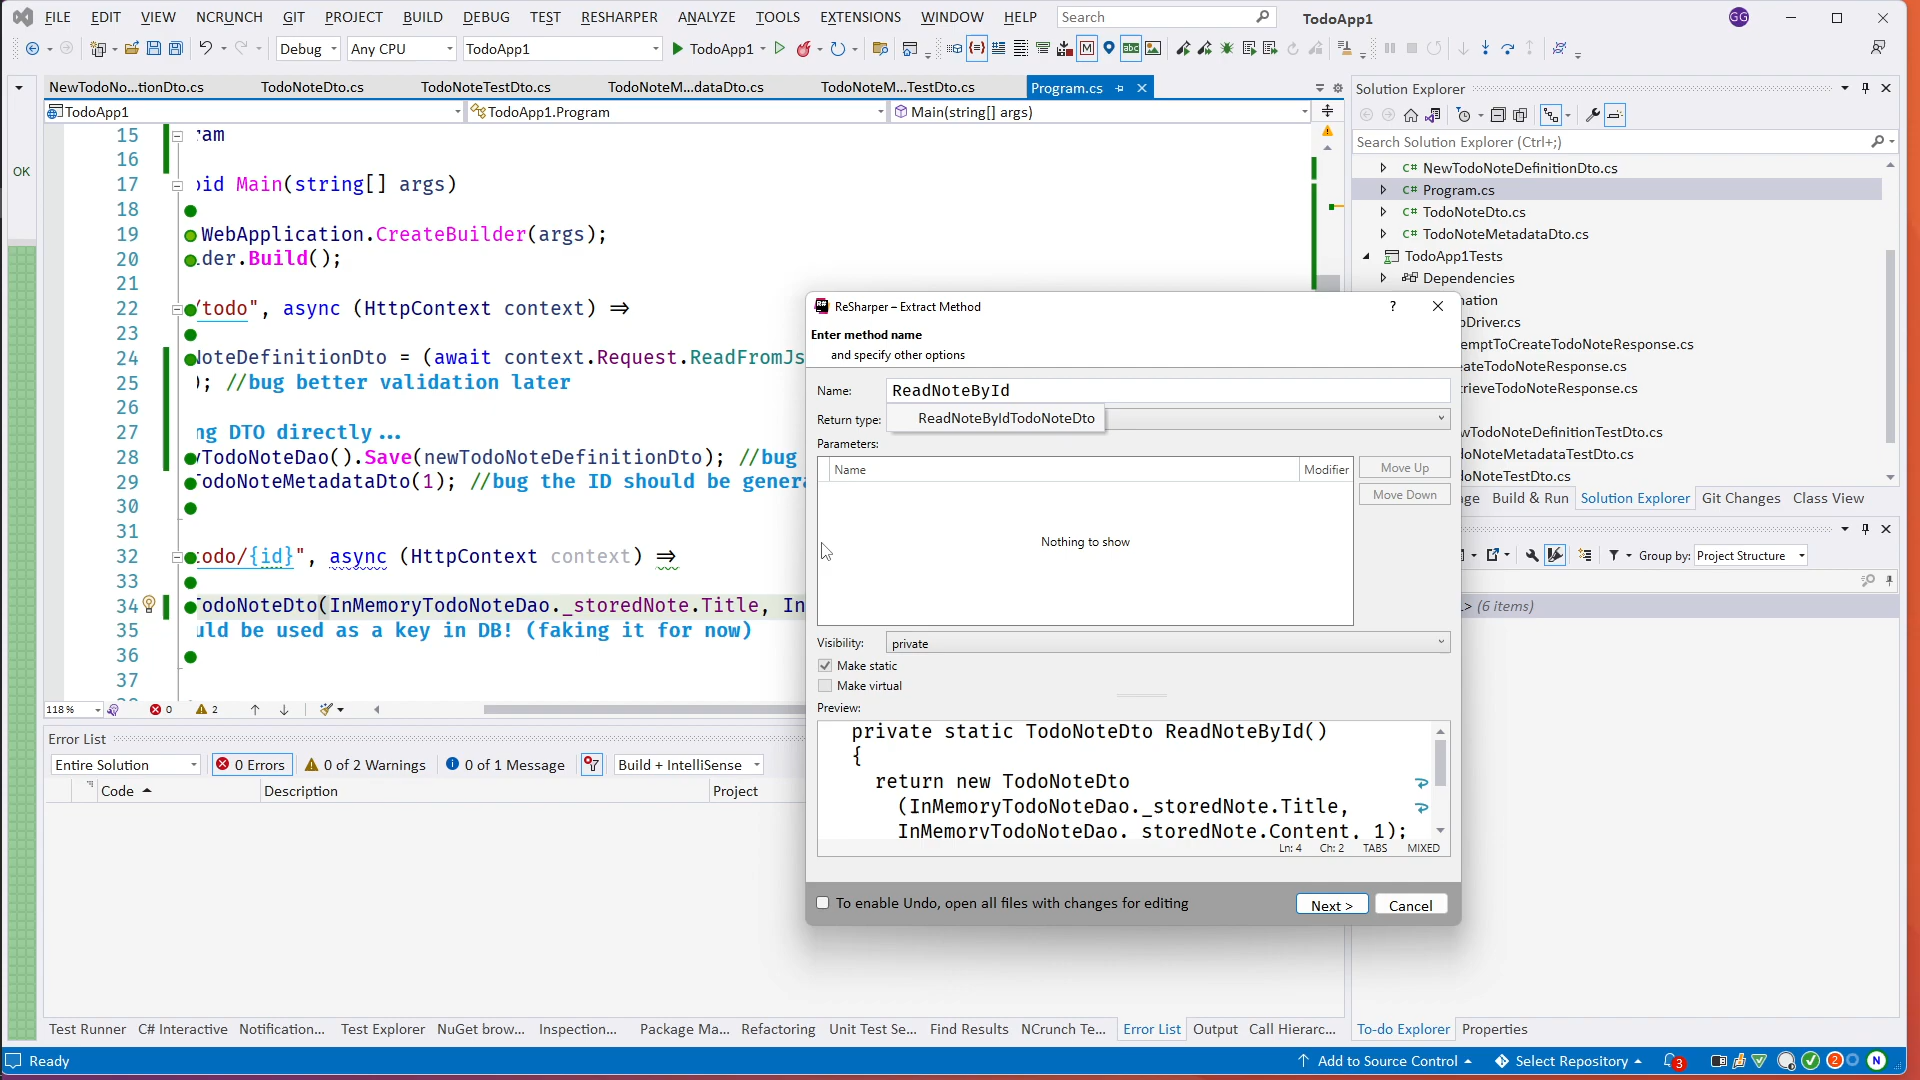 FILE EDIT VIEW NCRUNCH GIT PROJECT BUILD DEBUG TEST RESHARPER ANALYZE TOOLS EXTENSIONS WINDOW HELP Search TodoApp1 GG
Debug Any CPU TodoApp1 TodoApp1
NewTodoNo...tionDto.cs TodoNoteDto.cs TodoNoteTestDto.cs TodoNoteM...dataDto.cs TodoNoteM...TestDto.cs Program.cs
TodoApp1 TodoApp1.Program Main(string[] args)
OK
15 ram
16
17 oid Main(string[] args)
18
19 WebApplication.CreateBuilder(args);
20 .der.Build();
21
22 /todo", async (HttpContext context) =>
23
24 NoteDefinitionDto = (await context.Request.ReadFromJs
25 ); //bug better validation later
26
27 ng DTO directly...
28 yTodoNoteDao().Save(newTodoNoteDefinitionDto); //bug
29 TodoNoteMetadataDto(1); //bug the ID should be genera
30
31
32 todo/{id}", async (HttpContext context) =>
33
34 TodoNoteDto(InMemoryTodoNoteDao._storedNote.Title, In
35 uld be used as a key in DB! (faking it for now)
36
37
118 % 0 2
Error List
Entire Solution 0 Errors 0 of 2 Warnings 0 of 1 Message Build + IntelliSense
Code Description Project
ReSharper – Extract Method ?
Enter method name
and specify other options
Name: ReadNoteById
Return type: ReadNoteByIdTodoNoteDto
Parameters:
Name Modifier Move Up
Move Down
Nothing to show
Visibility: private
Make static
Make virtual
Preview:
private static TodoNoteDto ReadNoteById()
{
return new TodoNoteDto
(InMemoryTodoNoteDao._storedNote.Title,
InMemoryTodoNoteDao._storedNote.Content, 1);
Ln: 4 Ch: 2 TABS MIXED
To enable Undo, open all files with changes for editing Next > Cancel
Solution Explorer
Search Solution Explorer (Ctrl+;)
C# NewTodoNoteDefinitionDto.cs
C# Program.cs
C# TodoNoteDto.cs
C# TodoNoteMetadataDto.cs
TodoApp1Tests
Dependencies
nation
pDriver.cs
emptToCreateTodoNoteResponse.cs
ateTodoNoteResponse.cs
rieveTodoNoteResponse.cs
wTodoNoteDefinitionTestDto.cs
doNoteMetadataTestDto.cs
doNoteTestDto.cs
age Build & Run Solution Explorer Git Changes Class View
Group by: Project Structure
> (6 items)
Test Runner C# Interactive Notification... Test Explorer NuGet brow... Inspection... Package Ma... Refactoring Unit Test Se... Find Results NCrunch Te... Error List Output Call Hierarc... To-do Explorer Properties
Ready Add to Source Control Select Repository 3 2 N